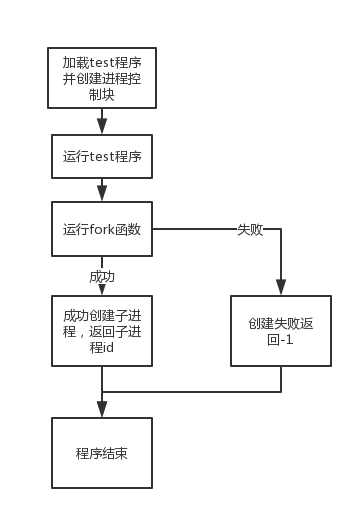 加载test程序
并创建进程控
制块
运行test程序
运行fork函数
失败
成功
成功创建子进
程，返回子进
程id
创建失败返
回-1
程序结束